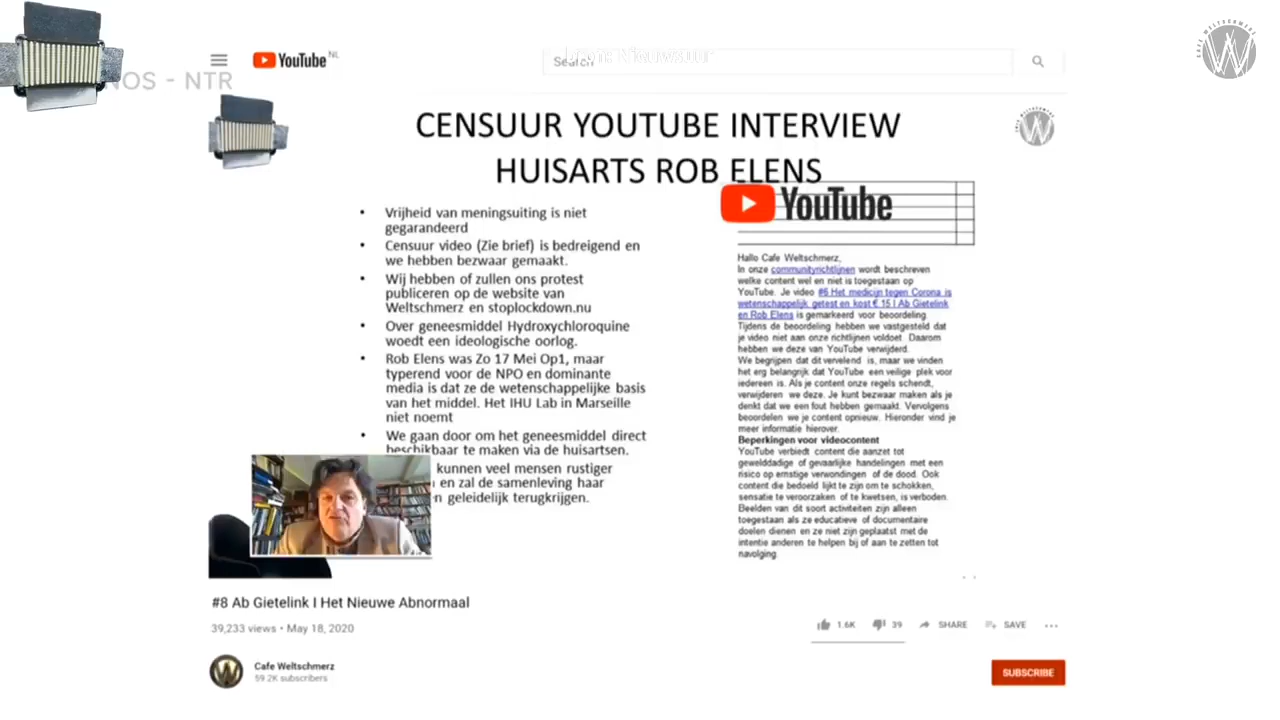 NOS - NTR
YouTube NL
Search
bron: Nieuwsuur
CAFE WELTSCHMERZ
CENSUUR YOUTUBE INTERVIEW
HUISARTS ROB ELENS
• Vrijheid van meningsuiting is niet
gegarandeerd
• Censuur video (Zie brief) is bedreigend en
we hebben bezwaar gemaakt.
• Wij hebben of zullen ons protest
publiceren op de website van
Weltschmerz en stoplockdown.nu
• Over geneesmiddel Hydroxychloroquine
woedt een ideologische oorlog.
• Rob Elens was Zo 17 Mei Op1, maar
typerend voor de NPO en dominante
media is dat ze de wetenschappelijke basis
van het middel. Het IHU Lab in Marseille
niet noemt
• We gaan door om het geneesmiddel direct
beschikbaar te maken via de huisartsen.
kunnen veel mensen rustiger
en zal de samenleving haar
geleidelijk terugkrijgen.
YouTube
Hallo Cafe Weltschmerz,
In onze communityrichtlijnen wordt beschreven
welke content wel en niet is toegestaan op
YouTube. Je video #6 Het medicijn tegen Corona is
wetenschappelijk getest en kost € 15 I Ab Gietelink
en Rob Elens is gemarkeerd voor beoordeling.
Tijdens de beoordeling hebben we vastgesteld dat
je video niet aan onze richtlijnen voldoet. Daarom
hebben we deze van YouTube verwijderd.
We begrijpen dat dit vervelend is, maar we vinden
het erg belangrijk dat YouTube een veilige plek voor
iedereen is. Als je content onze regels schendt,
verwijderen we deze. Je kunt bezwaar maken als je
denkt dat we een fout hebben gemaakt. Vervolgens
beoordelen we je content opnieuw. Hieronder vind je
meer informatie hierover.
Beperkingen voor videocontent
YouTube verbiedt content die aanzet tot
gewelddadige of gevaarlijke handelingen met een
risico op ernstige verwondingen of de dood. Ook
content die bedoeld lijkt te zijn om te schokken,
sensatie te veroorzaken of te kwetsen, is verboden.
Beelden van dit soort activiteiten zijn alleen
toegestaan als ze educatieve of documentaire
doelen dienen en ze niet zijn geplaatst met de
intentie anderen te helpen bij of aan te zetten tot
navolging.
#8 Ab Gietelink I Het Nieuwe Abnormaal
39,233 views • May 18, 2020
1.6K 39 SHARE SAVE
Cafe Weltschmerz
59.2K subscribers
SUBSCRIBE